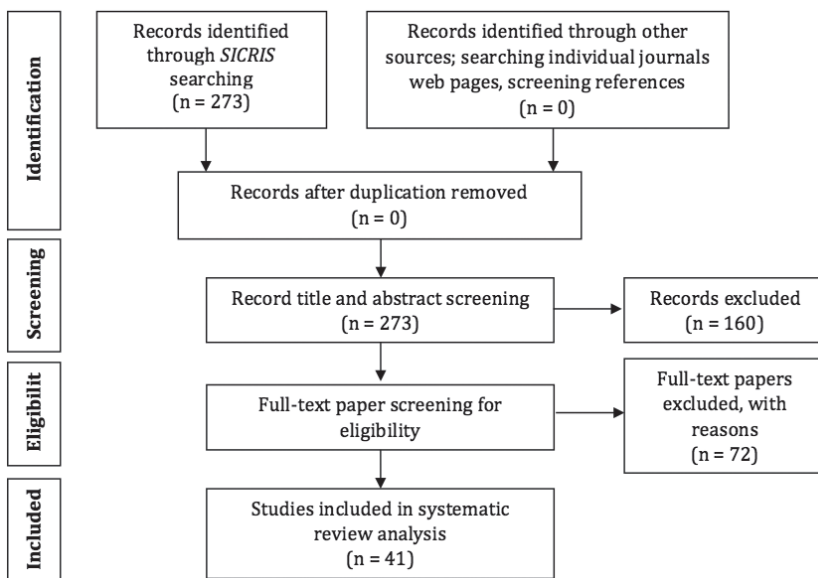 Identification
Records identified
through SICRIS
searching
(n = 273)
Records identified through other
sources; searching individual journals
web pages, screening references
(n = 0)
Records after duplication removed
(n = 0)
Screening
Record title and abstract screening
(n = 273)
Records excluded
(n = 160)
Eligibilit
Full-text paper screening for
eligibility
Full-text papers
excluded, with
reasons
(n = 72)
Included
Studies included in systematic
review analysis
(n = 41)